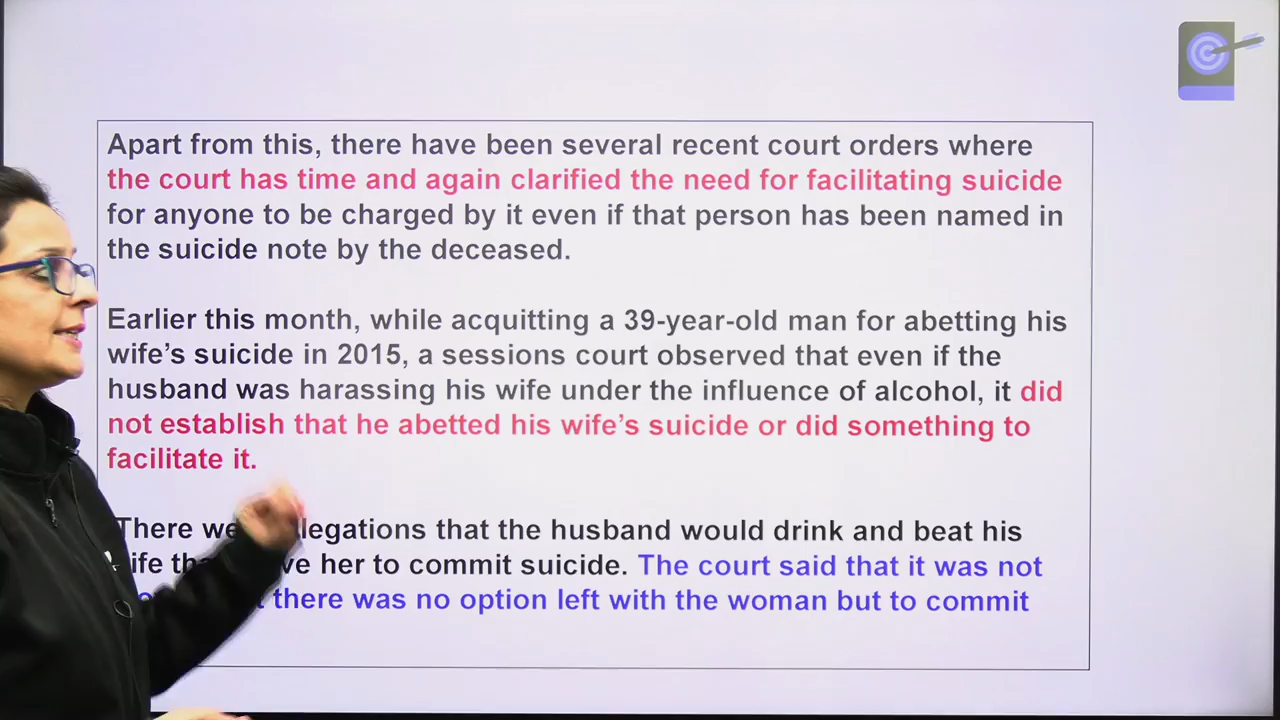 Apart from this, there have been several recent court orders where
the court has time and again clarified the need for facilitating suicide
for anyone to be charged by it even if that person has been named in
the suicide note by the deceased.
Earlier this month, while acquitting a 39-year-old man for abetting his
wife's suicide in 2015, a sessions court observed that even if the
husband was harassing his wife under the influence of alcohol, it did
not establish that he abetted his wife's suicide or did something to
facilitate it.
There allegations that the husband would drink and beat his
her to commit suicide. The court said that it was not
there was no option left with the woman but to commit